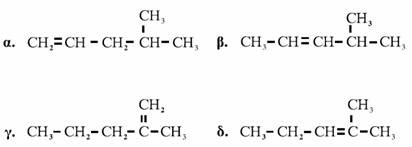 CH₃ CH₃
α. CH₂=CH–CH₂–CH–CH₃ β. CH₃–CH=CH–CH–CH₃
CH₂ CH₃
γ. CH₃–CH₂–CH₂–C–CH₃ δ. CH₃–CH₂–CH=C–CH₃